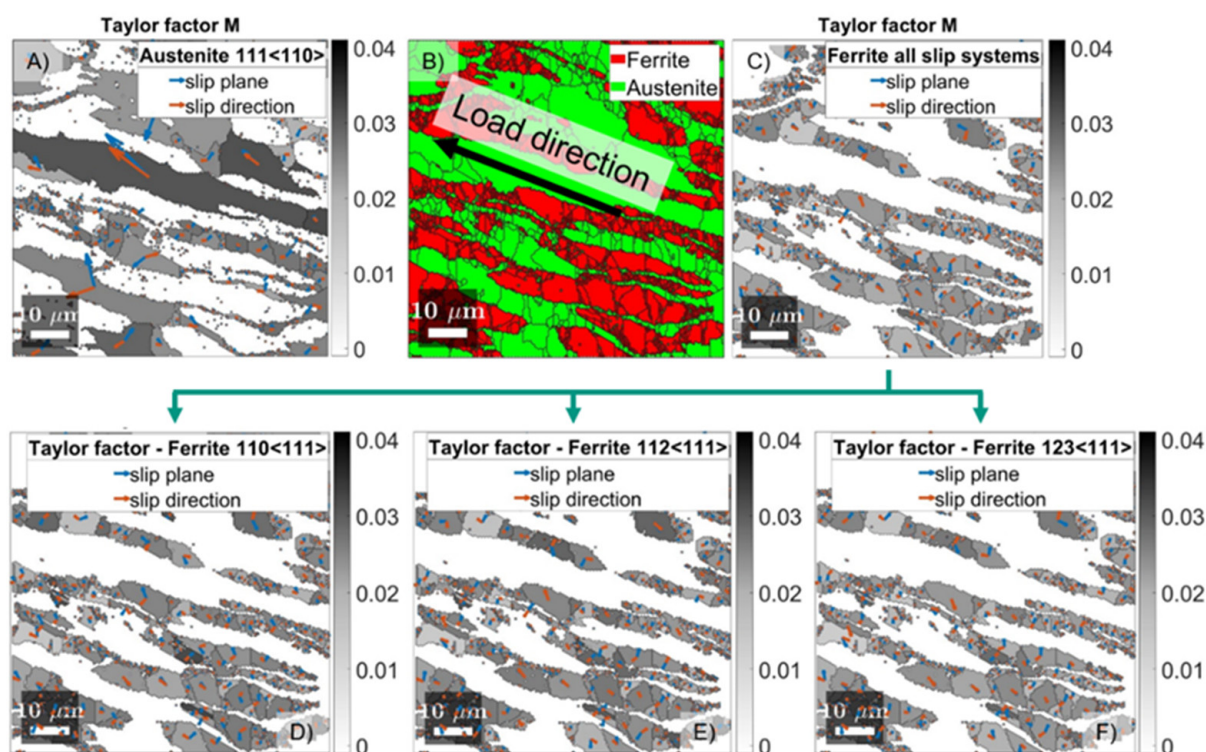 Taylor factor M
A)
Austenite 111<110>
slip plane
slip direction
0.04
0.03
0.02
0.01
0
10 μm
B)
Ferrite
Austenite
Load direction
10 μm
Taylor factor M
C)
Ferrite all slip systems
slip plane
slip direction
0.04
0.03
0.02
0.01
0
10 μm
Taylor factor - Ferrite 110<111>
slip plane
slip direction
0.04
0.03
0.02
0.01
0
10 μm
D)
Taylor factor - Ferrite 112<111>
slip plane
slip direction
0.04
0.03
0.02
0.01
0
10 μm
E)
Taylor factor - Ferrite 123<111>
slip plane
slip direction
0.04
0.03
0.02
0.01
0
10 μm
F)